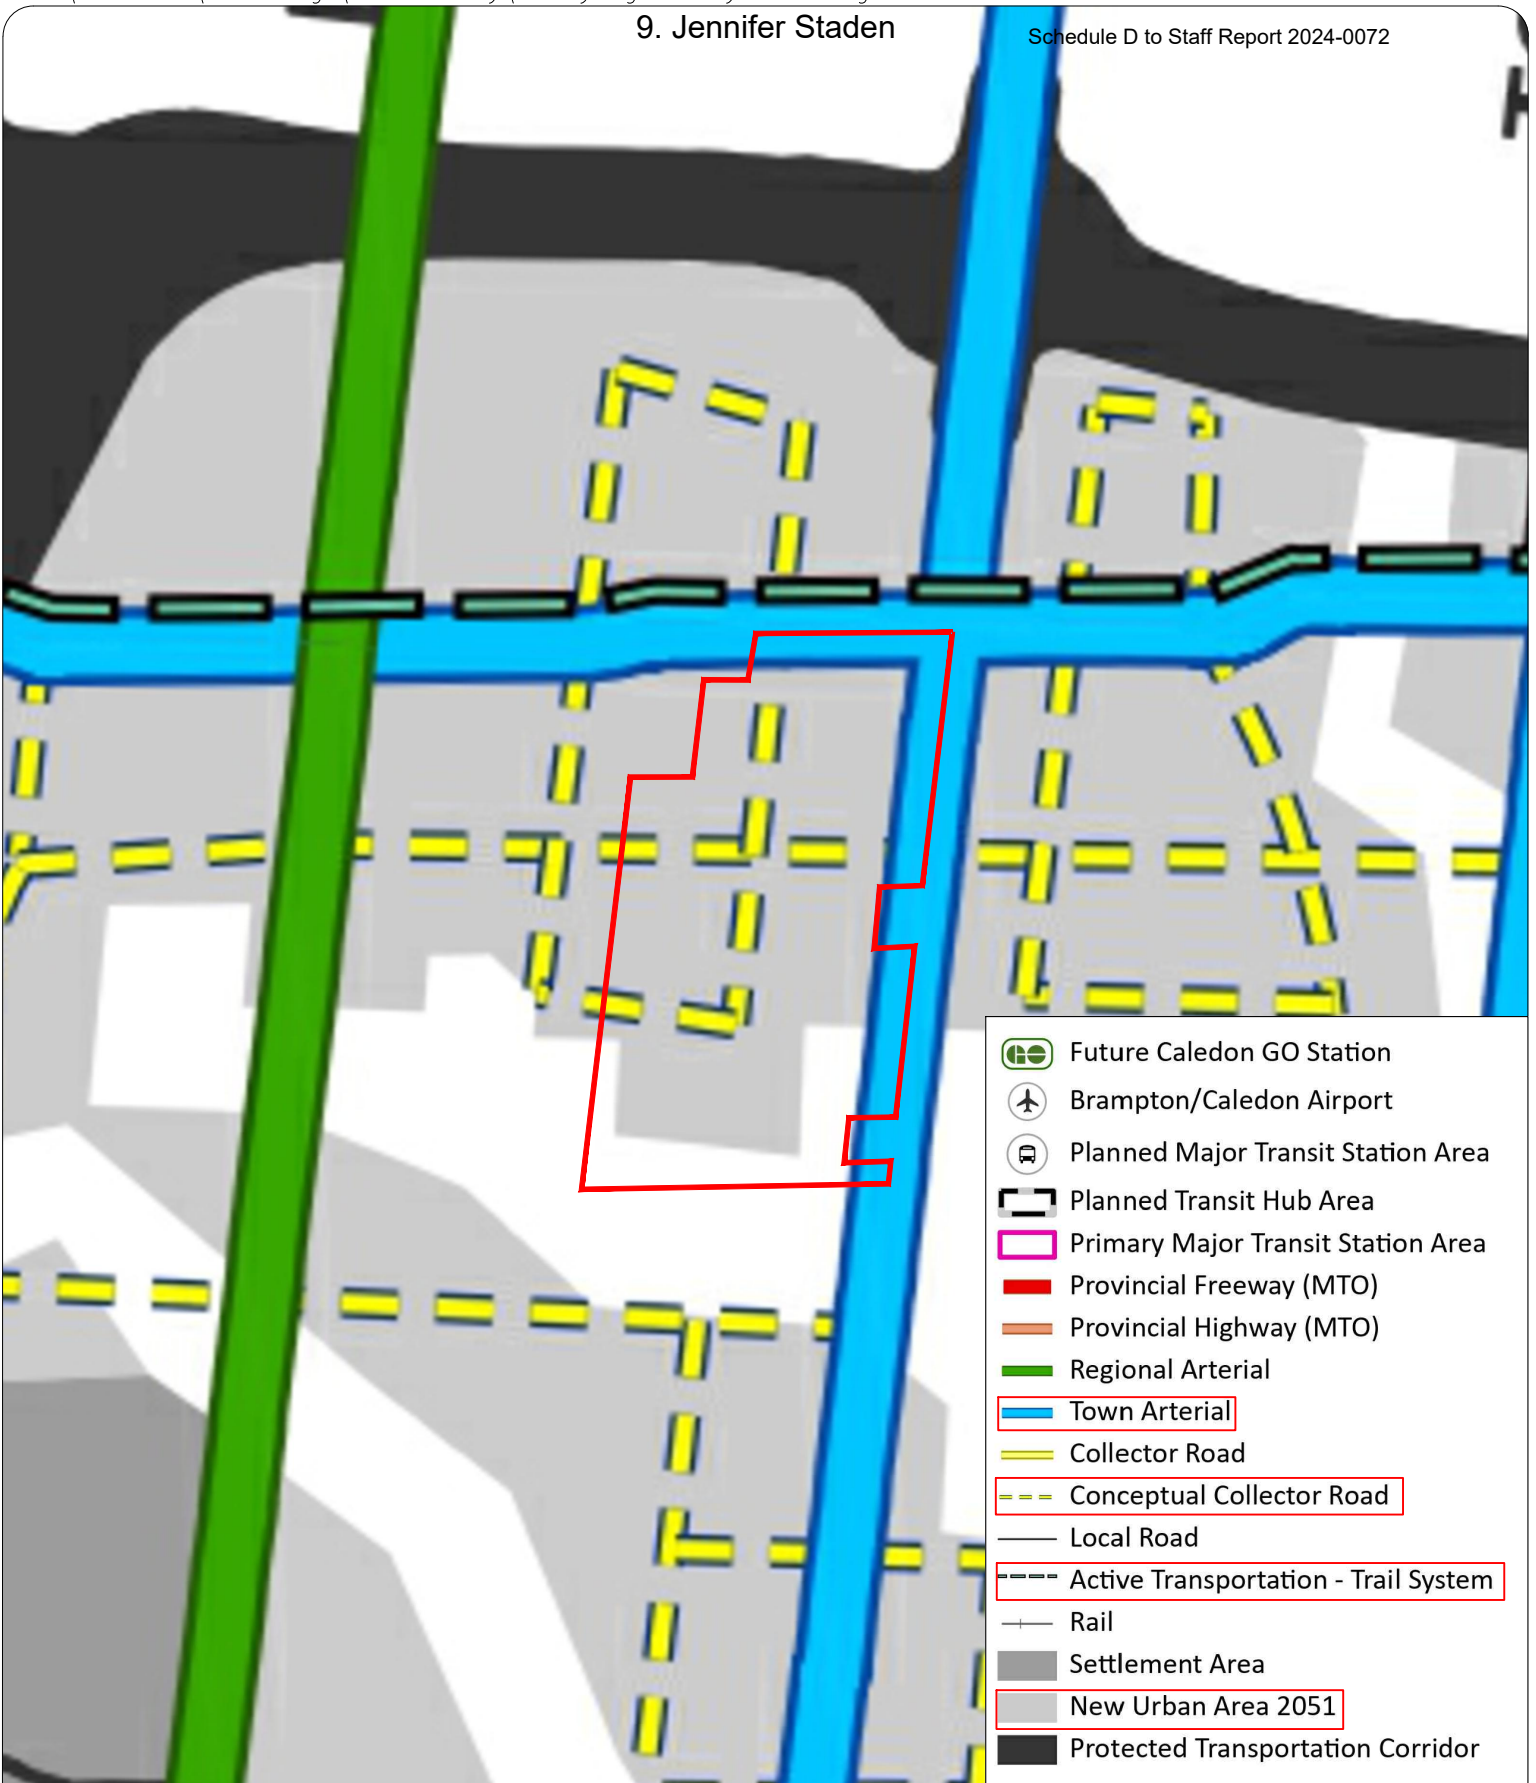 9. Jennifer Staden
Schedule D to Staff Report 2024-0072
Future Caledon GO Station
Brampton/Caledon Airport
Planned Major Transit Station Area
Planned Transit Hub Area
Primary Major Transit Station Area
Provincial Freeway (MTO)
Provincial Highway (MTO)
Regional Arterial
Town Arterial
Collector Road
Conceptual Collector Road
Local Road
Active Transportation - Trail System
Rail
Settlement Area
New Urban Area 2051
Protected Transportation Corridor